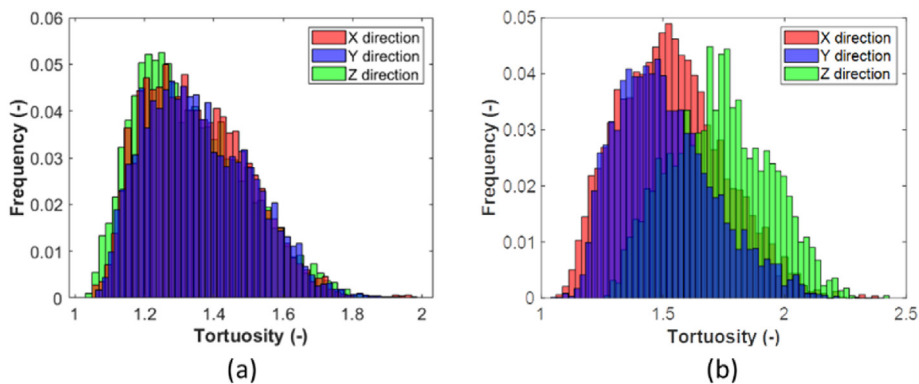 0.06
0.05
0.04
0.03
0.02
0.01
0
Frequency (-)
X direction
Y direction
Z direction
1 1.2 1.4 1.6 1.8 2
Tortuosity (-)
(a)
0.05
0.04
0.03
0.02
0.01
0
Frequency (-)
X direction
Y direction
Z direction
1 1.5 2 2.5
Tortuosity (-)
(b)